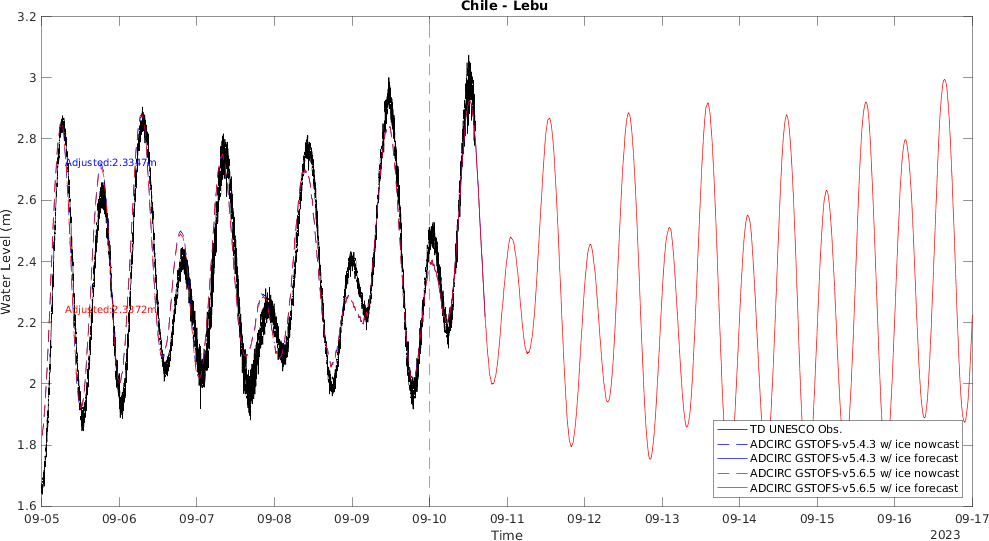 Chile - Lebu
3.2
3
2.8
2.6
2.4
2.2
2
1.8
1.6
Water Level (m)
Adjusted:2.3347m
Adjusted:2.3372m
TD UNESCO Obs.
ADCIRC GSTOFS-v5.4.3 w/ ice nowcast
ADCIRC GSTOFS-v5.4.3 w/ ice forecast
ADCIRC GSTOFS-v5.6.5 w/ ice nowcast
ADCIRC GSTOFS-v5.6.5 w/ ice forecast
09-05 09-06 09-07 09-08 09-09 09-10 09-11 09-12 09-13 09-14 09-15 09-16 09-17
Time
2023